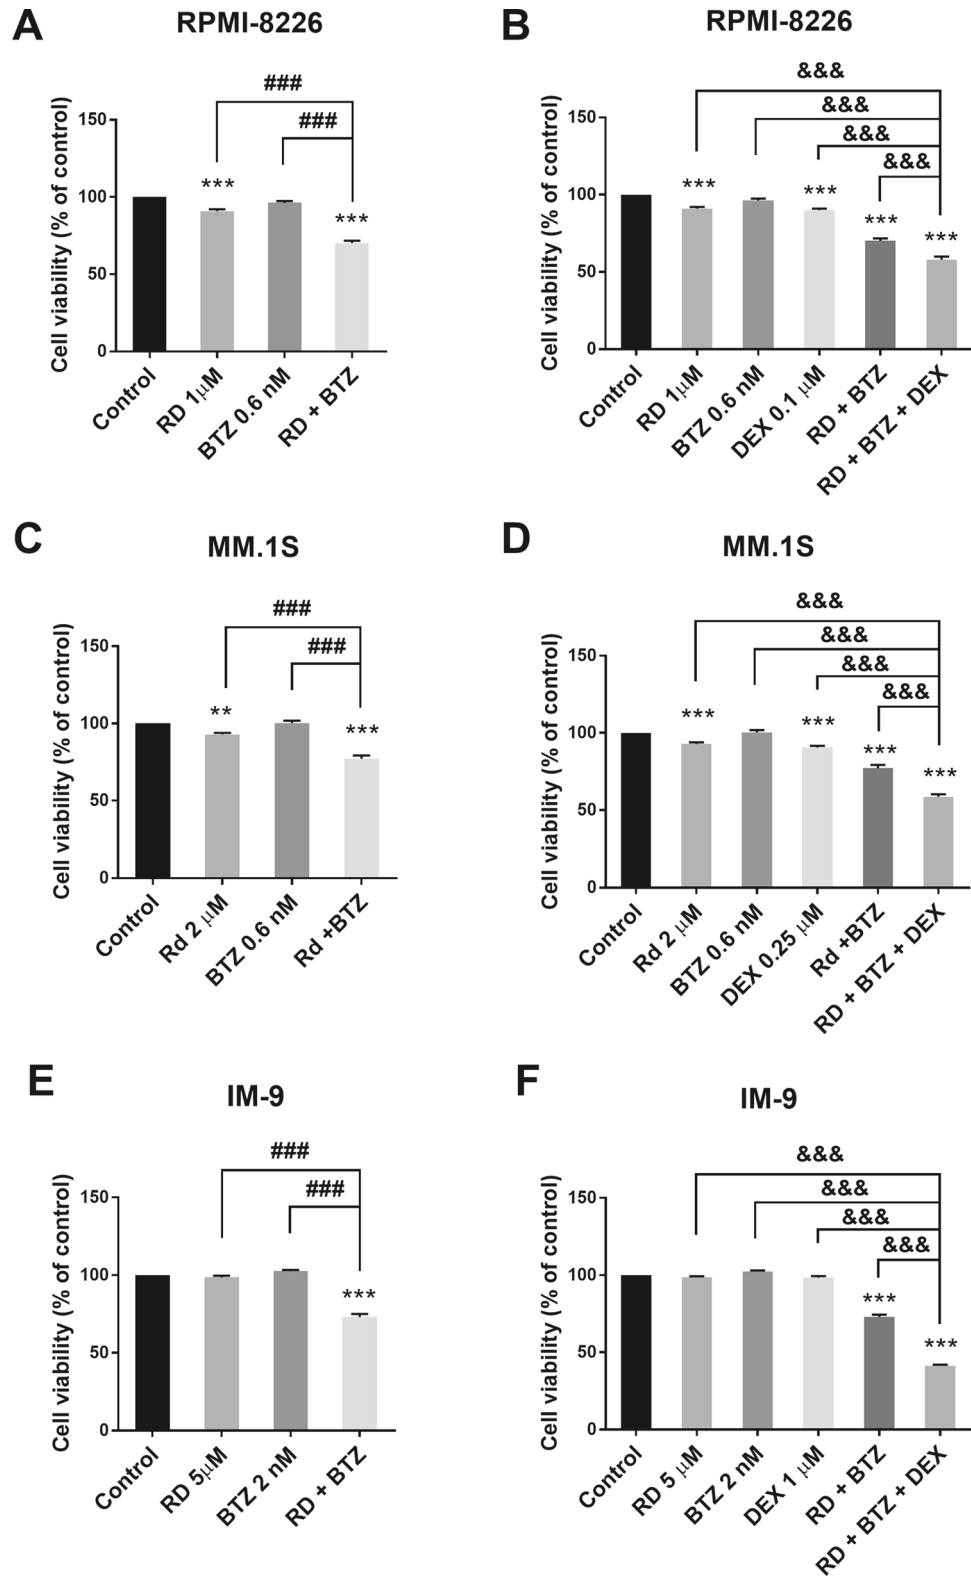 A
RPMI-8226
###
###
***
***
Cell viability (% of control)
150
100
50
0
Control
RD 1μM
BTZ 0.6 nM
RD + BTZ
B
RPMI-8226
&&&
&&&
&&&
&&&
***
***
***
***
Cell viability (% of control)
150
100
50
0
Control
RD 1μM
BTZ 0.6 nM
DEX 0.1 μM
RD + BTZ
RD + BTZ + DEX
C
MM.1S
###
###
**
***
Cell viability (% of control)
150
100
50
0
Control
Rd 2 μM
BTZ 0.6 nM
Rd +BTZ
D
MM.1S
&&&
&&&
&&&
&&&
***
***
***
***
Cell viability (% of control)
150
100
50
0
Control
Rd 2 μM
BTZ 0.6 nM
DEX 0.25 μM
Rd +BTZ
RD + BTZ + DEX
E
IM-9
###
###
***
Cell viability (% of control)
150
100
50
0
Control
RD 5μM
BTZ 2 nM
RD + BTZ
F
IM-9
&&&
&&&
&&&
&&&
***
***
Cell viability (% of control)
150
100
50
0
Control
RD 5 μM
BTZ 2 nM
DEX 1 μM
RD + BTZ
RD + BTZ + DEX